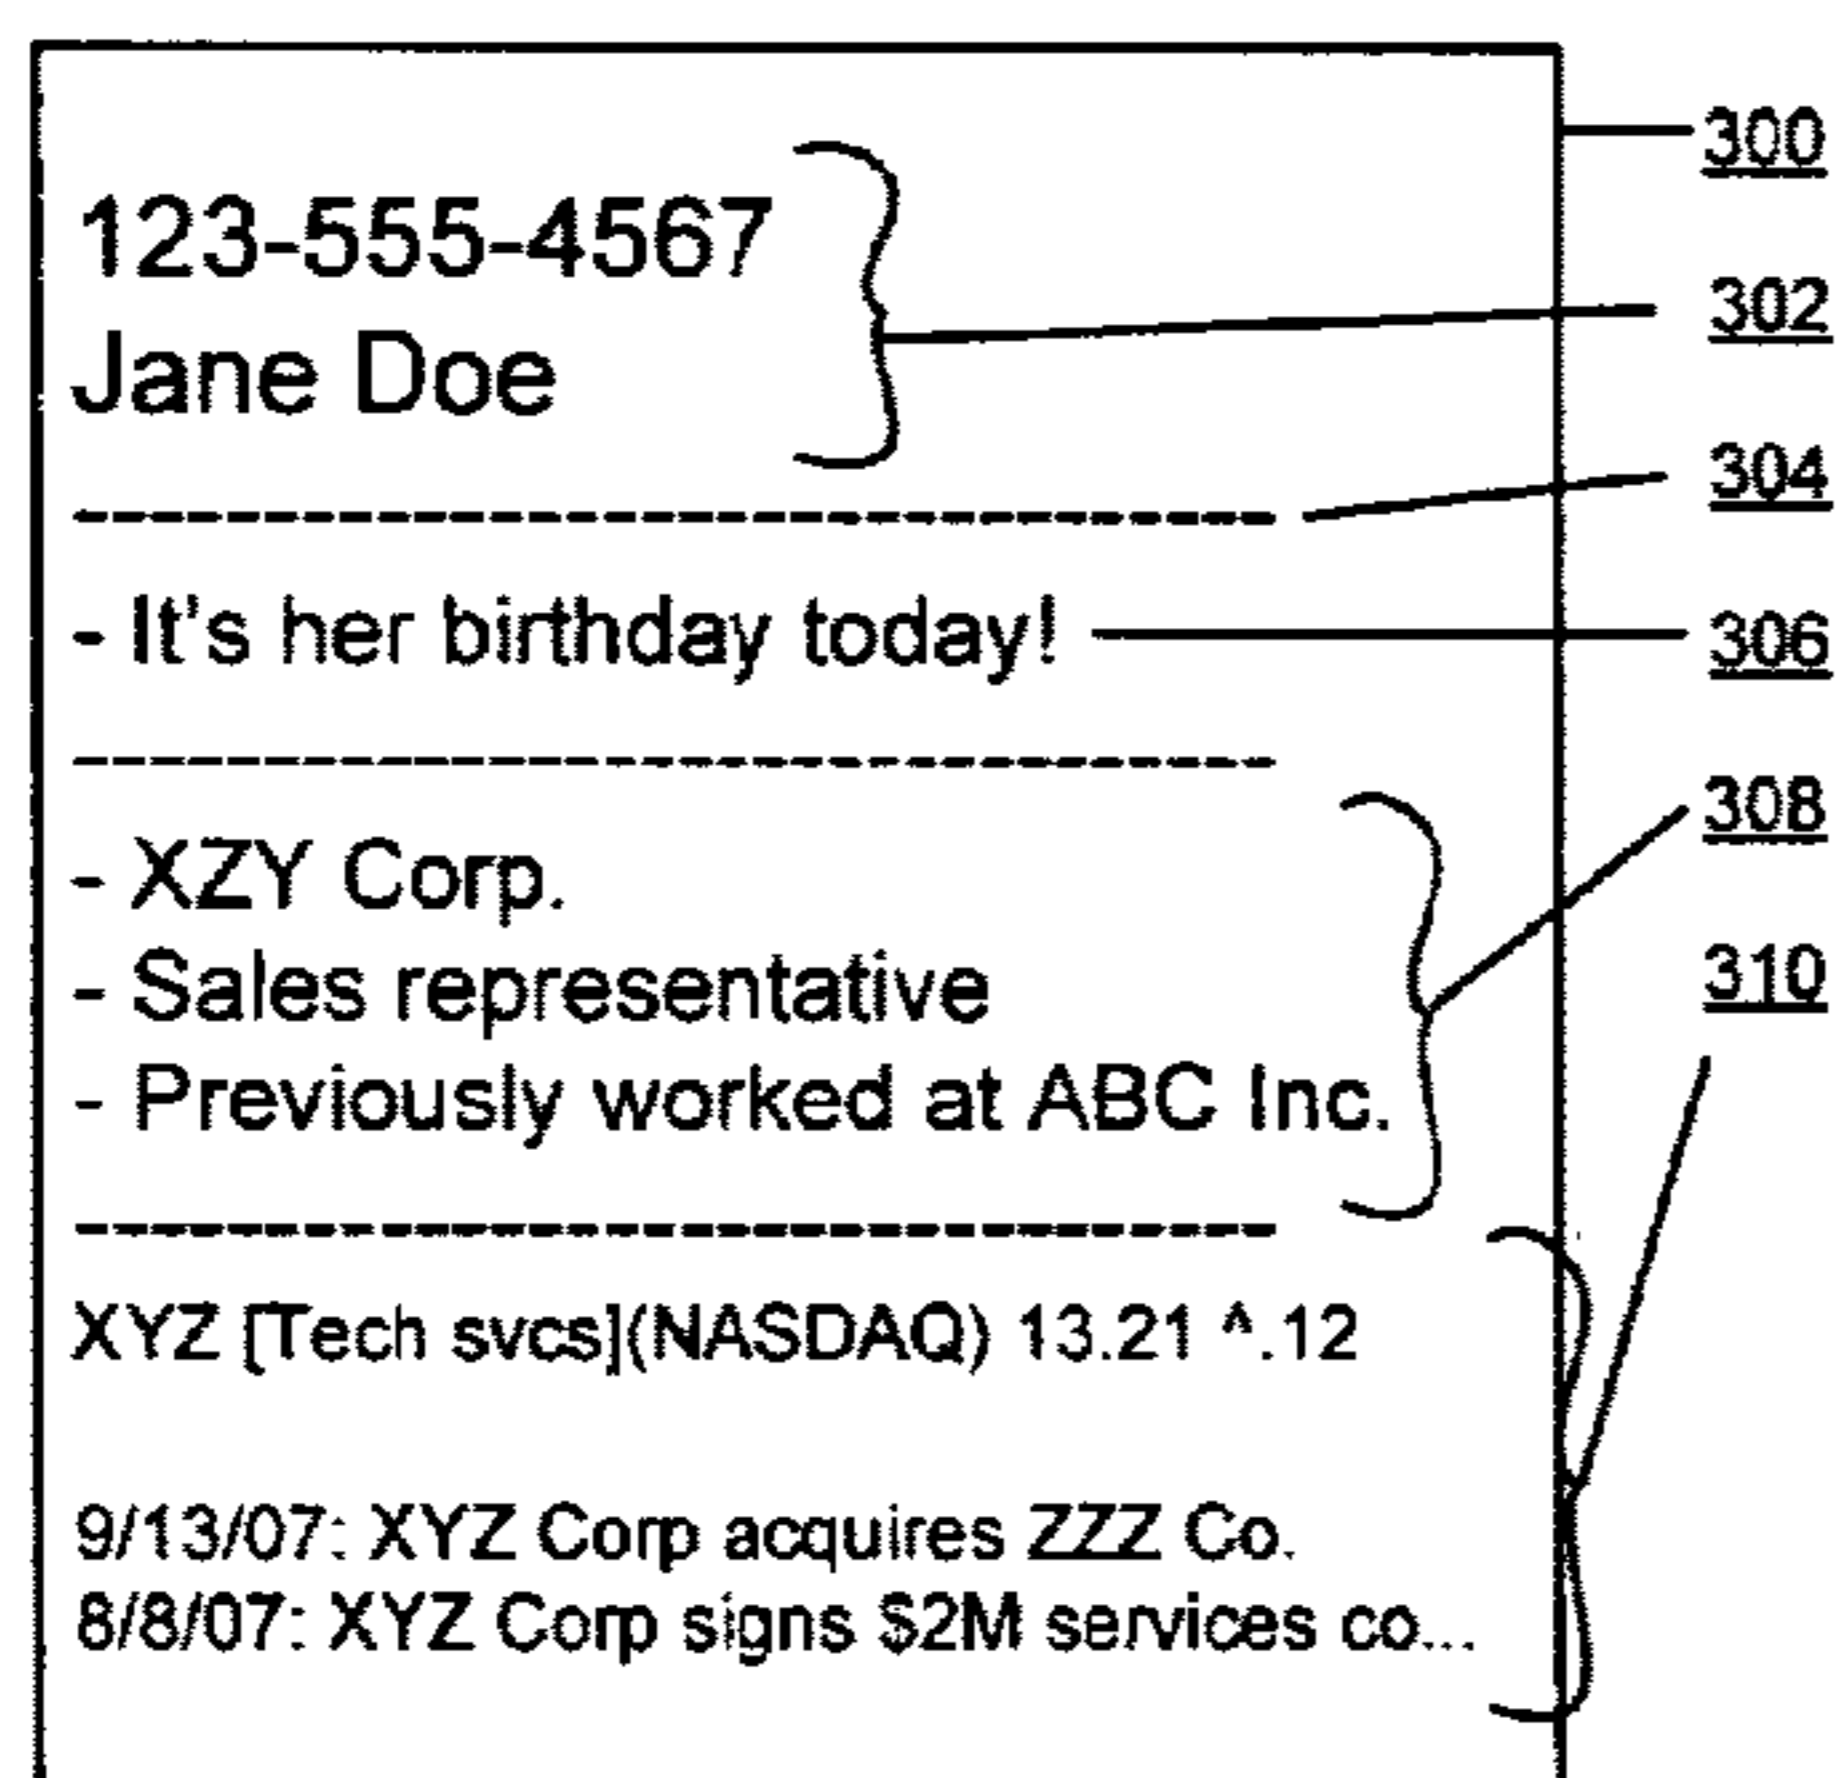 300
123-555-4567
302
Jane Doe
304
- It's her birthday today!
306
308
- XZY Corp.
- Sales representative
310
- Previously worked at ABC Inc.
XYZ [Tech svcs](NASDAQ) 13.21 ^.12
9/13/07: XYZ Corp acquires ZZZ Co.
8/8/07: XYZ Corp signs $2M services co...